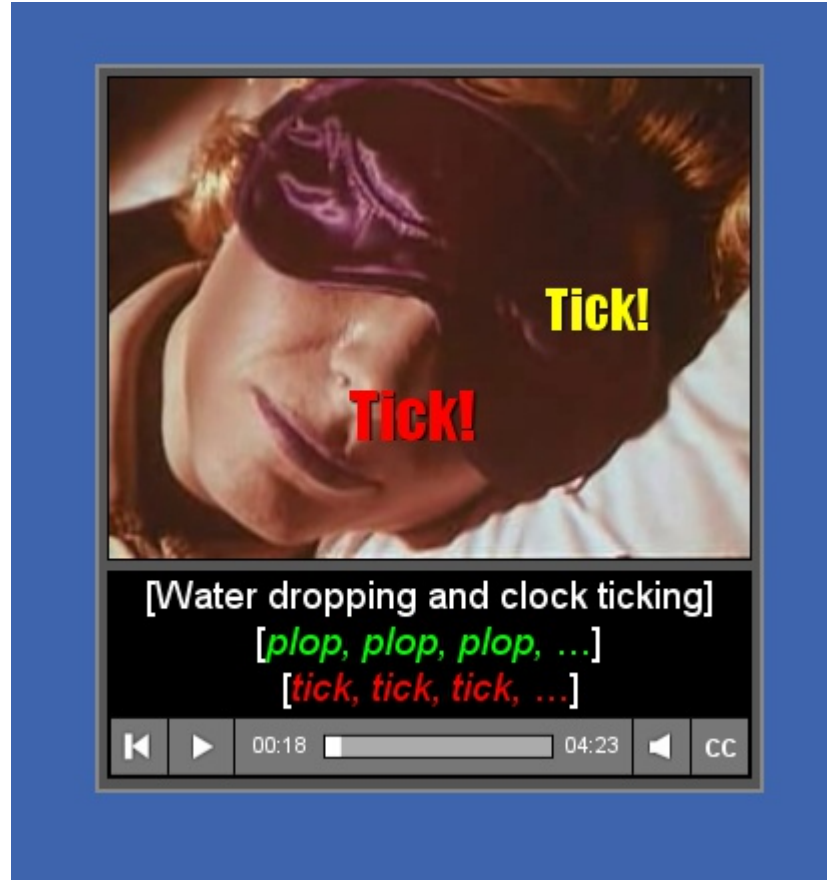 Tick!
Tick!
[Water dropping and clock ticking]
[plop, plop, plop, …]
[tick, tick, tick, …]
00:18 04:23 CC